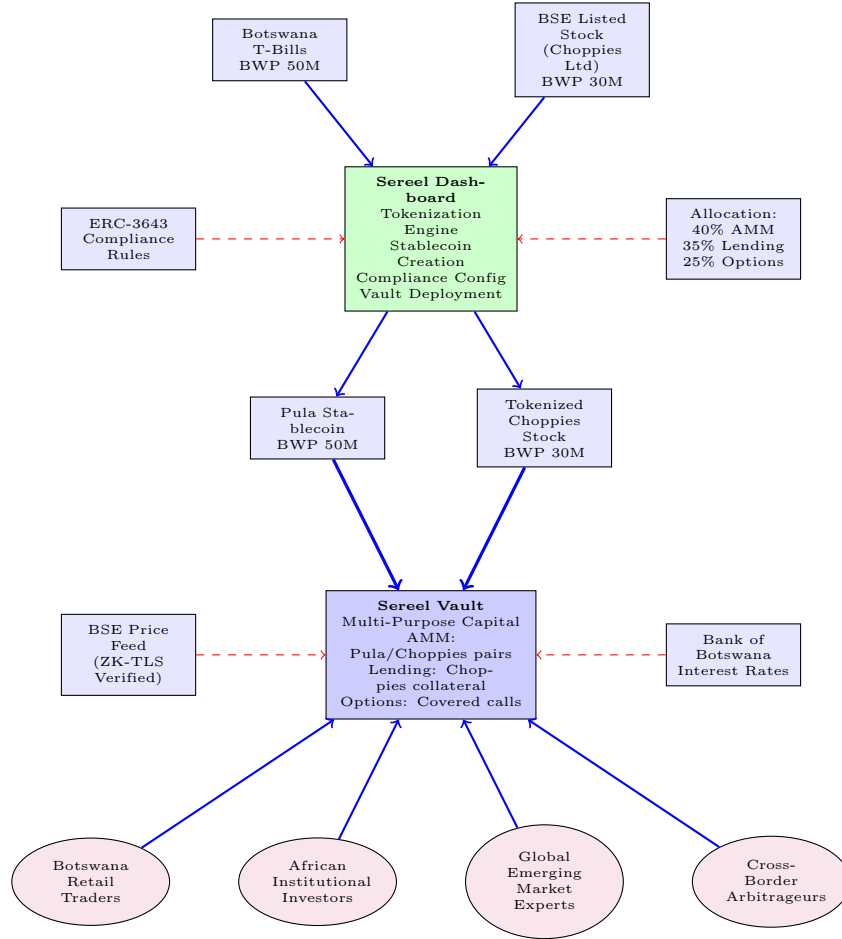 Botswana
T-Bills
BWP 50M
BSE Listed
Stock
(Choppies
Ltd)
BWP 30M
Sereel Dash-
board
Tokenization
Engine
Stablecoin
Creation
Compliance Config
Vault Deployment
ERC-3643
Compliance
Rules
Allocation:
40% AMM
35% Lending
25% Options
Pula Sta-
blecoin
BWP 50M
Tokenized
Choppies
Stock
BWP 30M
Sereel Vault
Multi-Purpose Capital
AMM:
Pula/Choppies pairs
Lending: Chop-
pies collateral
Options: Covered calls
BSE Price
Feed
(ZK-TLS
Verified)
Bank of
Botswana
Interest Rates
Botswana
Retail
Traders
African
Institutional
Investors
Global
Emerging
Market
Experts
Cross-
Border
Arbitrageurs